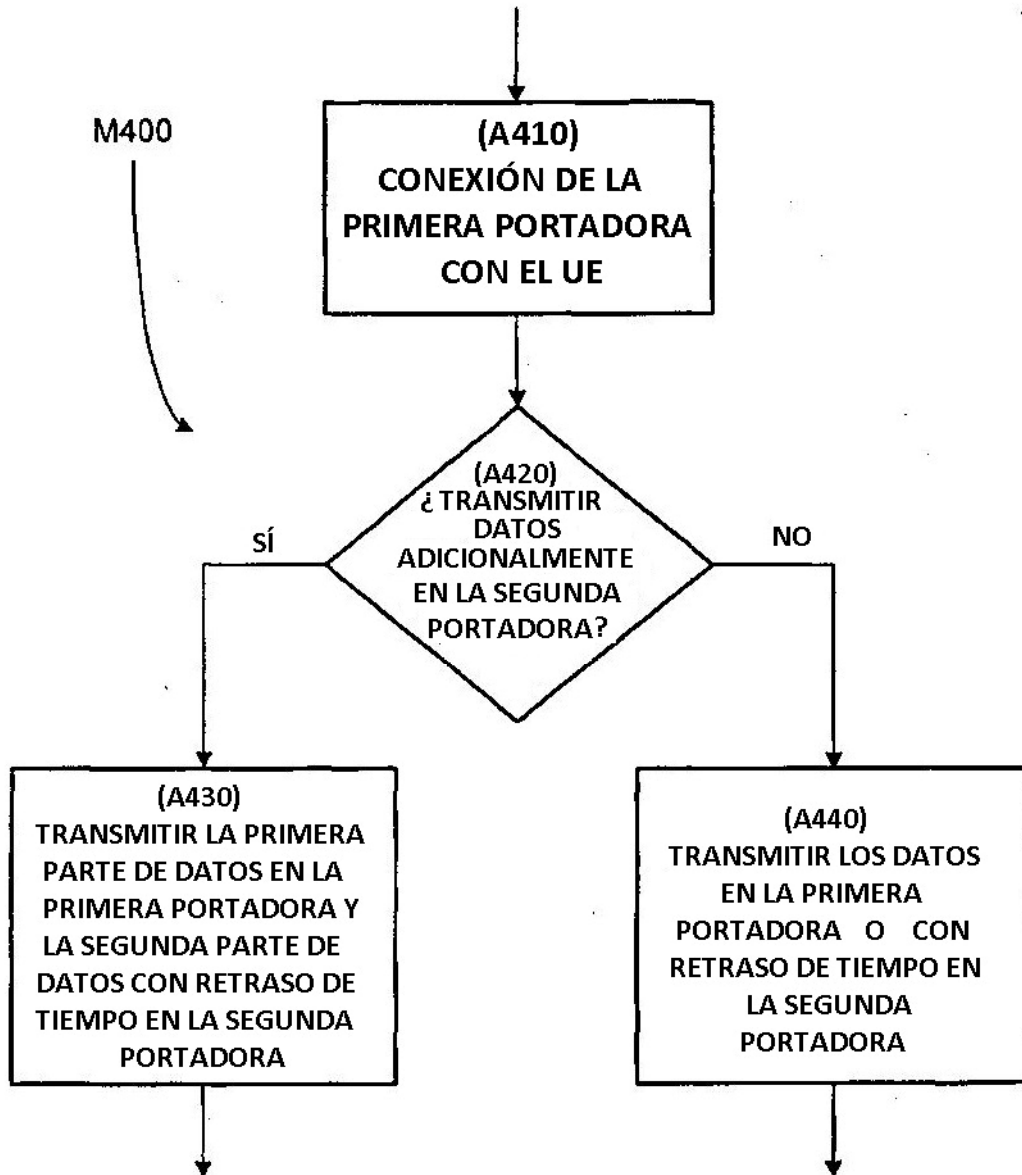 M400
(A410)
CONEXIÓN DE LA
PRIMERA PORTADORA
CON EL UE
(A420)
¿ TRANSMITIR
DATOS
ADICIONALMENTE
EN LA SEGUNDA
PORTADORA?
SÍ
NO
(A430)
TRANSMITIR LA PRIMERA
PARTE DE DATOS EN LA
PRIMERA PORTADORA Y
LA SEGUNDA PARTE DE
DATOS CON RETRASO DE
TIEMPO EN LA SEGUNDA
PORTADORA
(A440)
TRANSMITIR LOS DATOS
EN LA PRIMERA
PORTADORA O CON
RETRASO DE TIEMPO EN
LA SEGUNDA
PORTADORA